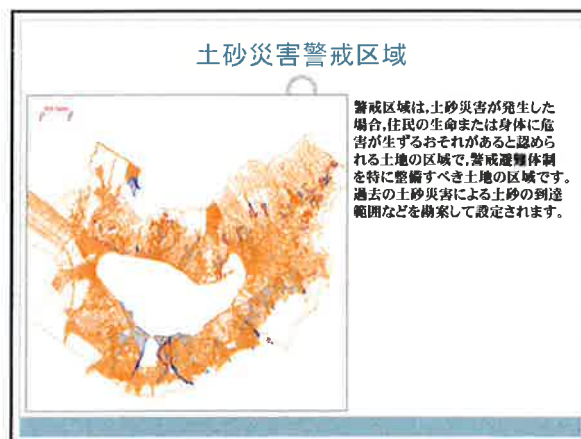 土砂災害警戒区域
警戒区域は,土砂災害が発生した
場合,住民の生命または身体に危
害が生ずるおそれがあると認めら
れる土地の区域で,警戒避難体制
を特に整備すべき土地の区域です。
過去の土砂災害による土砂の到達
範囲などを勘案して設定されます。